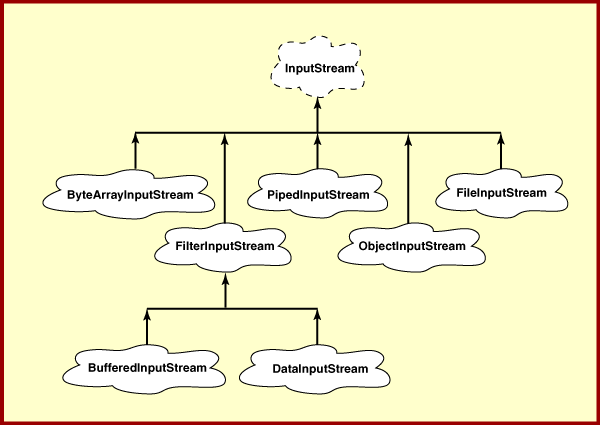 InputStream
ByteArrayInputStream
PipedInputStream
FileInputStream
FilterInputStream
ObjectInputStream
BufferedInputStream
DataInputStream